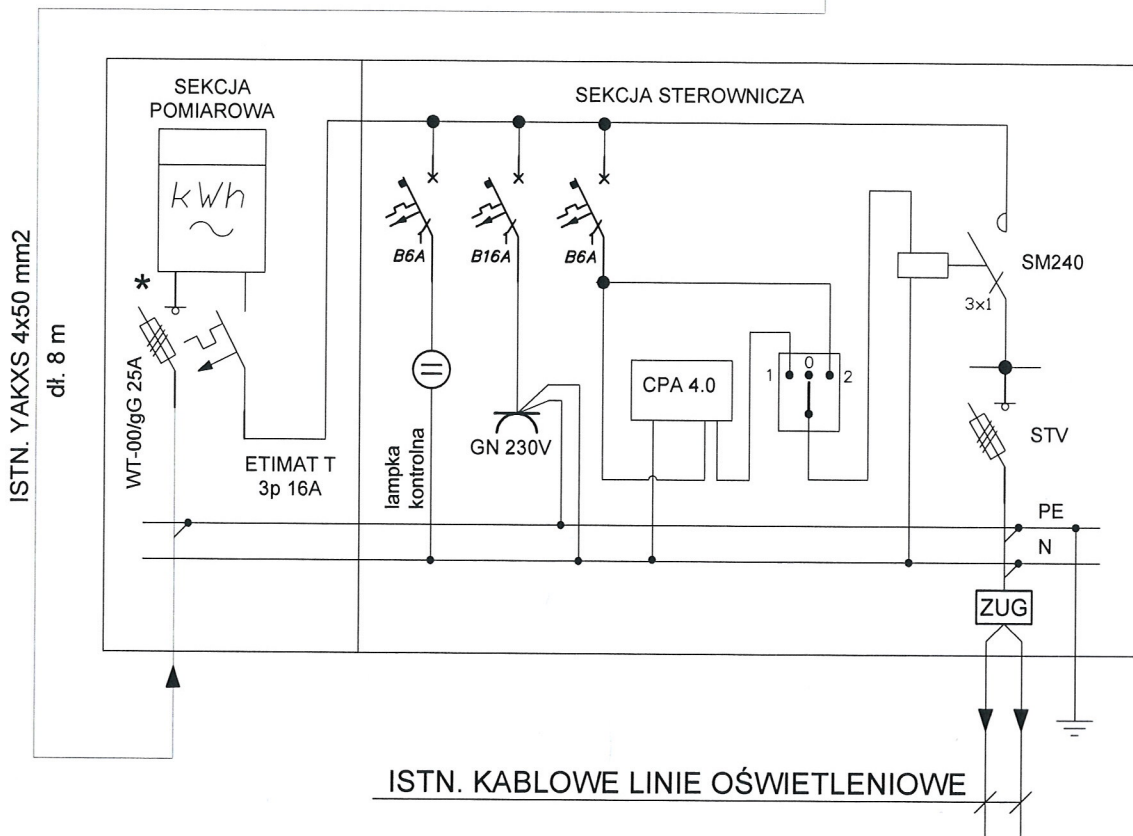 SEKCJA
POMIAROWA
SEKCJA STEROWNICZA
kWh
*
WT-00/gG 25A
ETIMAT T
3p 16A
ISTN. YAKXS 4x50 mm2
dł. 8 m
B6A
B16A
B6A
lampka
kontrolna
GN 230V
CPA 4.0
1
0
2
SM240
3x1
STV
PE
N
ZUG
ISTN. KABLOWE LINIE OŚWIETLENIOWE